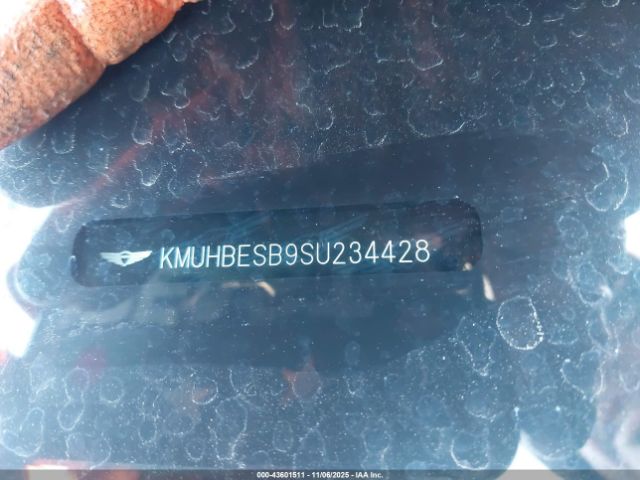 KMUHBESB9SU234428
000-43601511 - 11/06/2025 - IAA Inc.